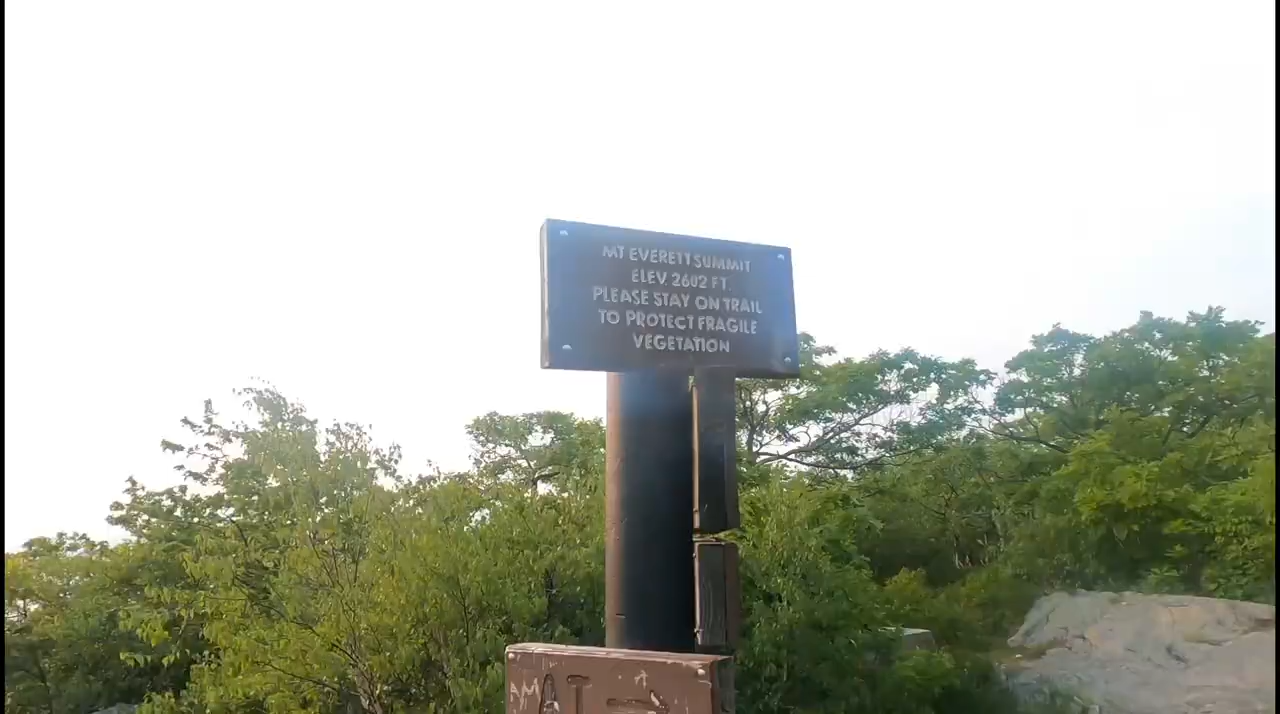 MT EVERETT SUMMIT
ELEV. 2602 FT.
PLEASE STAY ON TRAIL
TO PROTECT FRAGILE
VEGETATION
AT